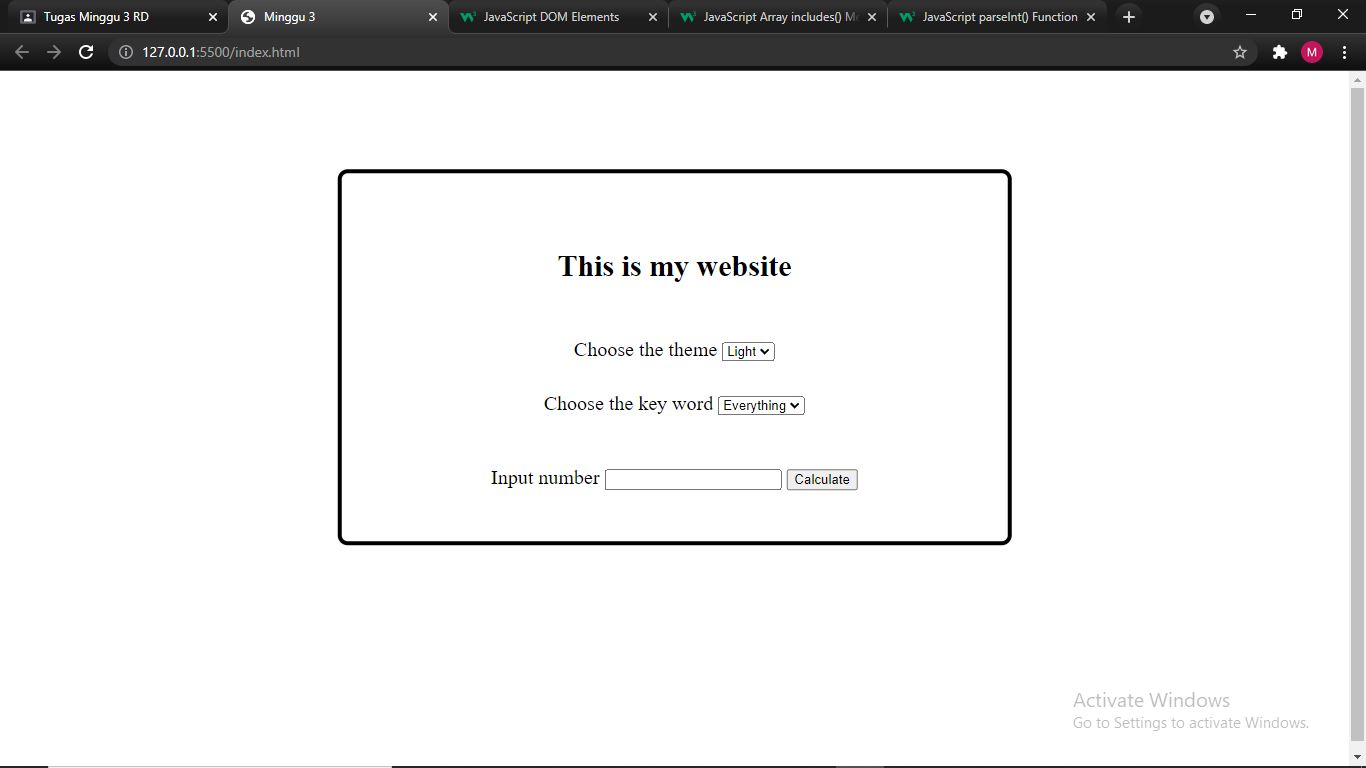 Tugas Minggu 3 RD
Minggu 3
JavaScript DOM Elements
JavaScript Array includes() M
JavaScript parseInt() Function
127.0.0.1:5500/index.html
M
This is my website
Choose the theme Light
Choose the key word Everything
Input number Calculate
Activate Windows
Go to Settings to activate Windows.